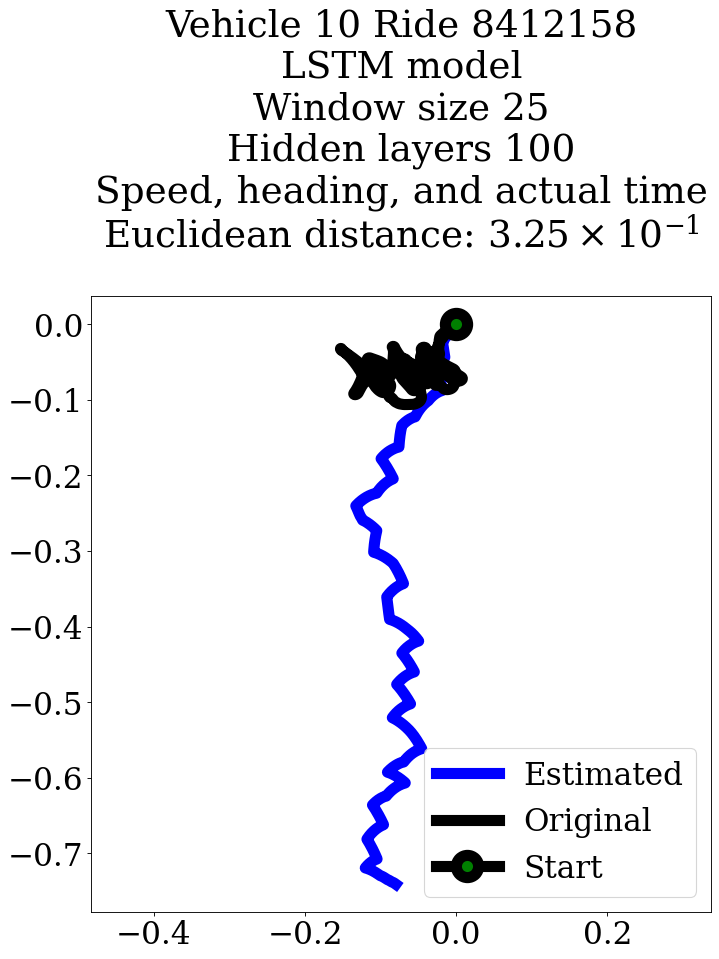 Vehicle 10 Ride 8412158
LSTM model
Window size 25
Hidden layers 100
Speed, heading, and actual time
Euclidean distance: 3.25 × 10⁻¹
0.0
−0.1
−0.2
−0.3
−0.4
−0.5
−0.6
−0.7
Estimated
Original
Start
−0.4 −0.2 0.0 0.2